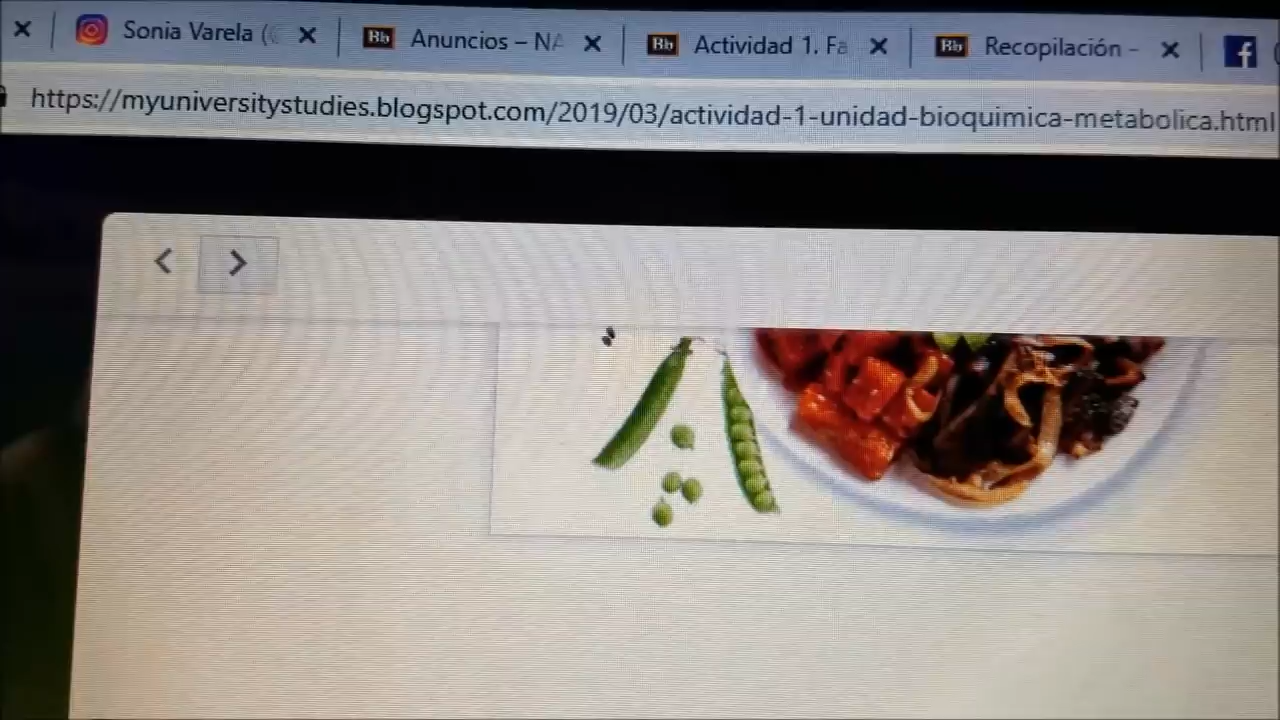 Sonia Varela (
Anuncios – NA
Actividad 1. Fa
Recopilación -
https://myuniversitystudies.blogspot.com/2019/03/actividad-1-unidad-bioquimica-metabolica.html